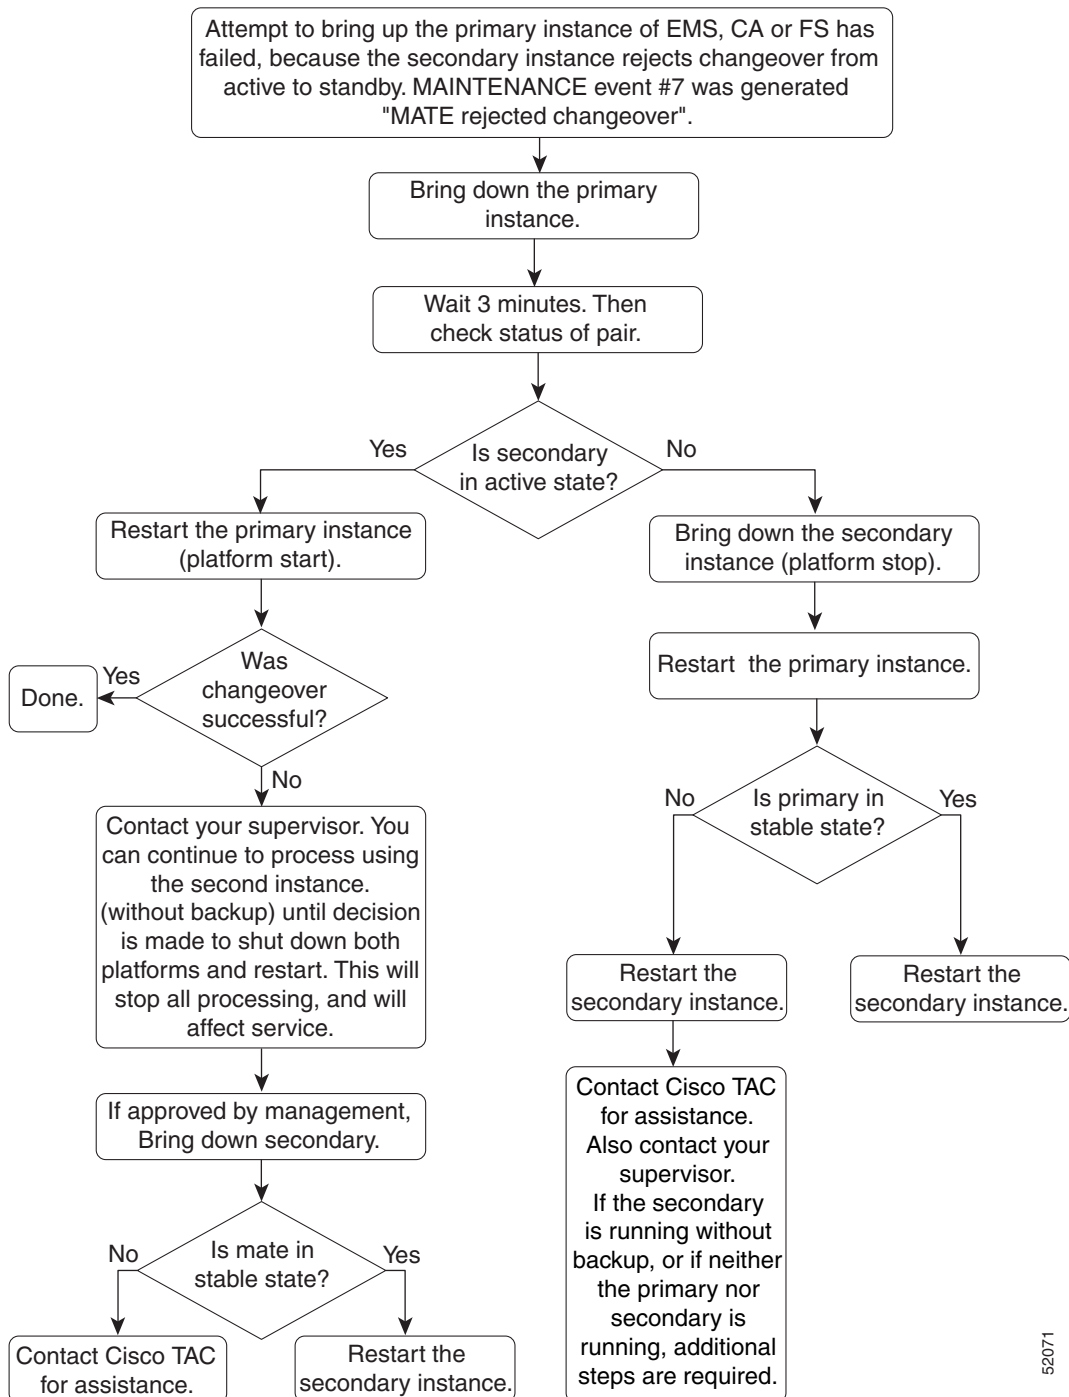 Attempt to bring up the primary instance of EMS, CA or FS has
failed, because the secondary instance rejects changeover from
active to standby. MAINTENANCE event #7 was generated
"MATE rejected changeover".
Bring down the primary
instance.
Wait 3 minutes. Then
check status of pair.
Is secondary
in active state?
Yes
No
Restart the primary instance
(platform start).
Was
changeover
successful?
Yes
Done.
No
Contact your supervisor. You
can continue to process using
the second instance.
(without backup) until decision
is made to shut down both
platforms and restart. This will
stop all processing, and will
affect service.
If approved by management,
Bring down secondary.
Is mate in
stable state?
No
Yes
Contact Cisco TAC
for assistance.
Restart the
secondary instance.
Bring down the secondary
instance (platform stop).
Restart the primary instance.
Is primary in
stable state?
No
Yes
Restart the
secondary instance.
Restart the
secondary instance.
Contact Cisco TAC
for assistance.
Also contact your
supervisor.
If the secondary
is running without
backup, or if neither
the primary nor
secondary is
running, additional
steps are required.
52071